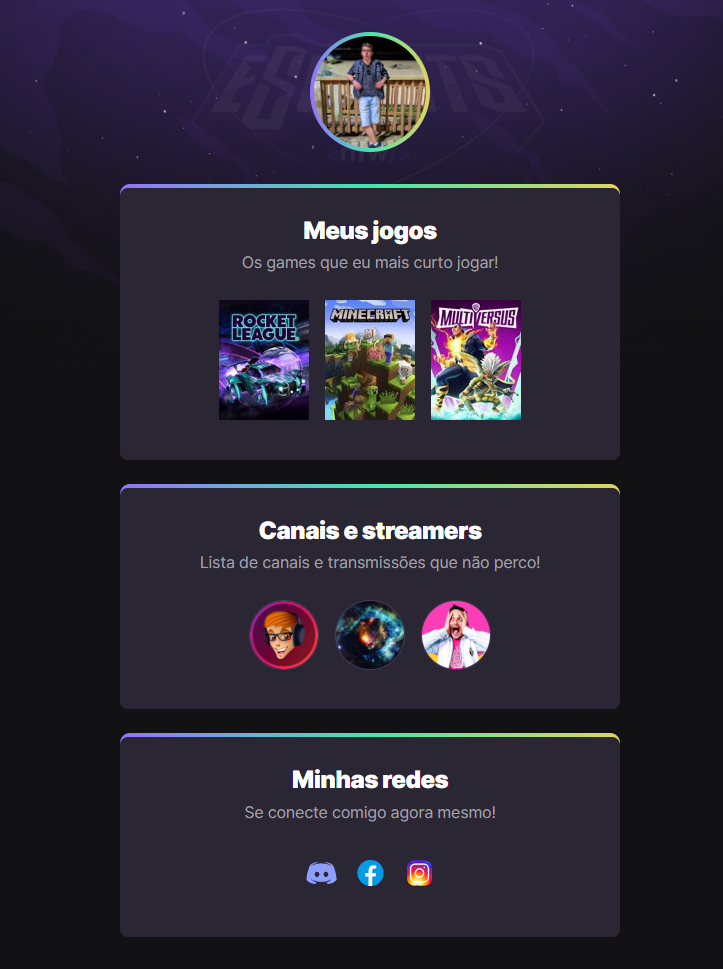 ESPORTS
Meus jogos
Os games que eu mais curto jogar!
ROCKET
LEAGUE
MINECRAFT
MULTIVERSUS
Canais e streamers
Lista de canais e transmissões que não perco!
Minhas redes
Se conecte comigo agora mesmo!